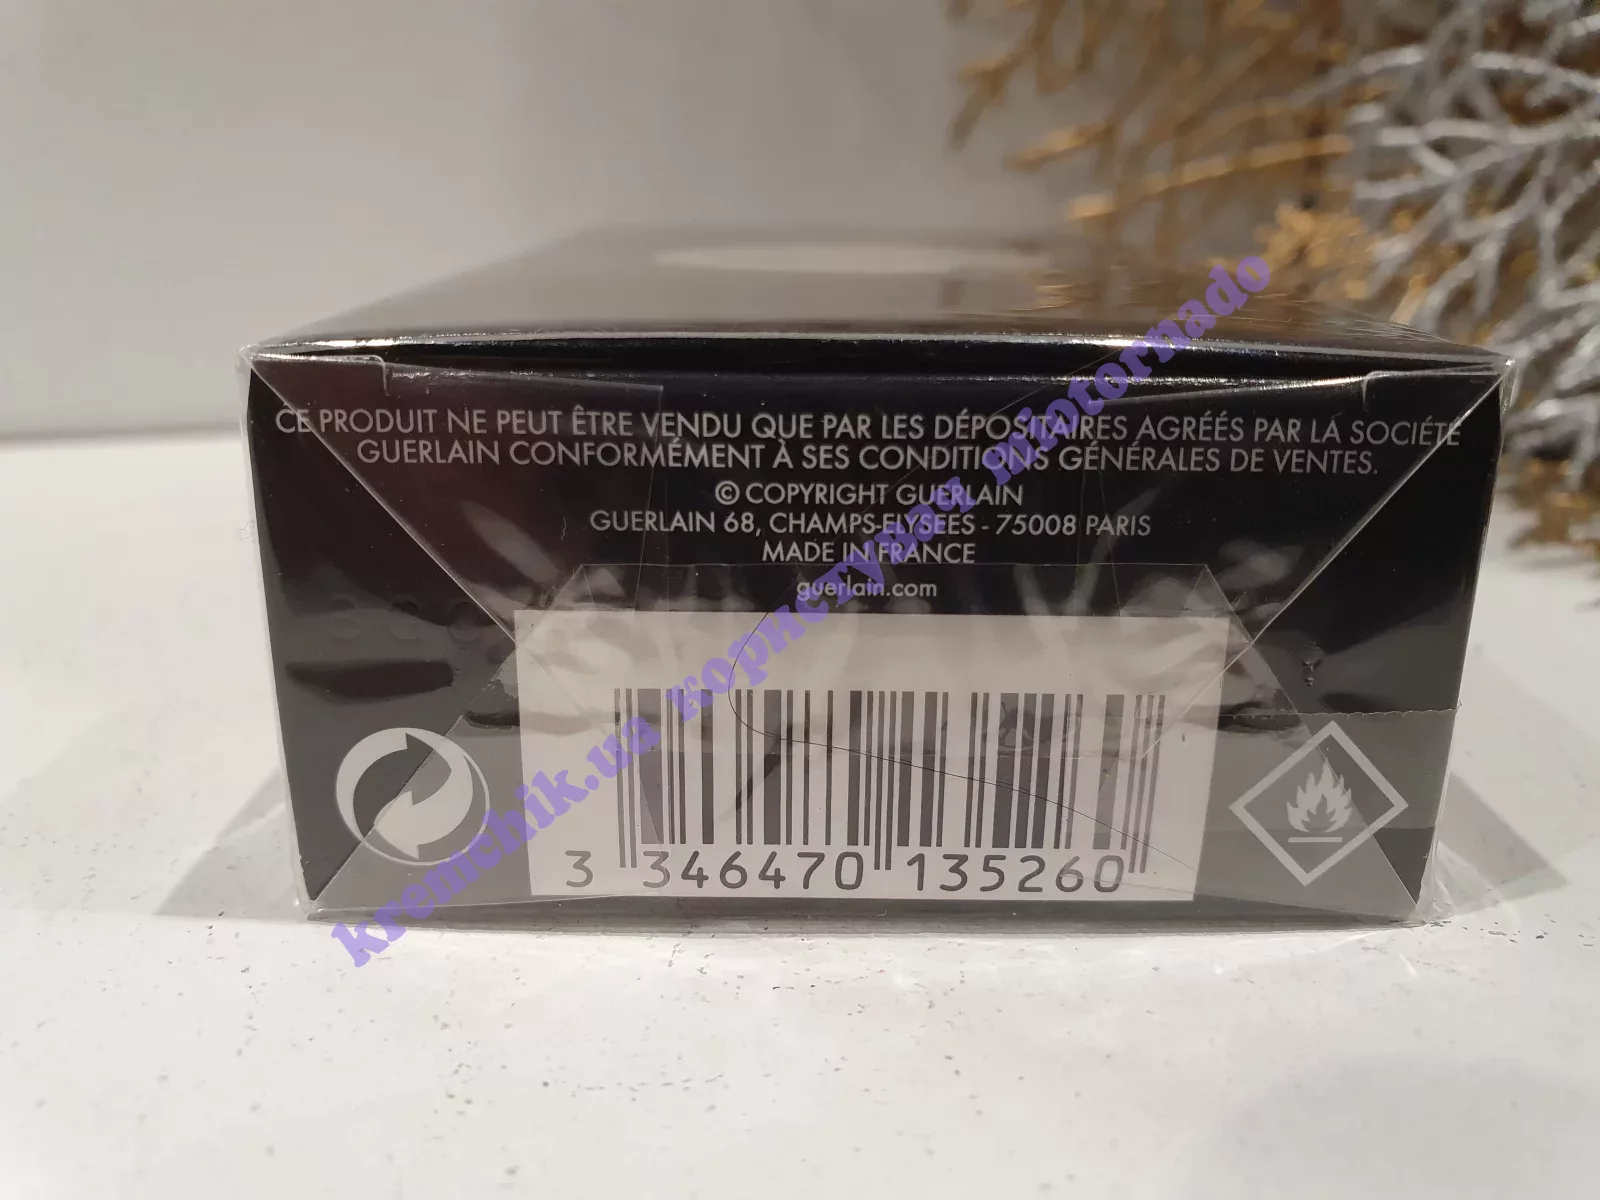 CE PRODUIT NE PEUT ÊTRE VENDU QUE PAR LES DÉPOSITAIRES AGRÉÉS PAR LA SOCIÉTÉ
GUERLAIN CONFORMÉMENT À SES CONDITIONS GÉNÉRALES DE VENTES.
© COPYRIGHT GUERLAIN
GUERLAIN 68, CHAMPS-ELYSEES - 75008 PARIS
MADE IN FRANCE
guerlain.com
3 346470 135260
kremchik.ua користувач miotornado